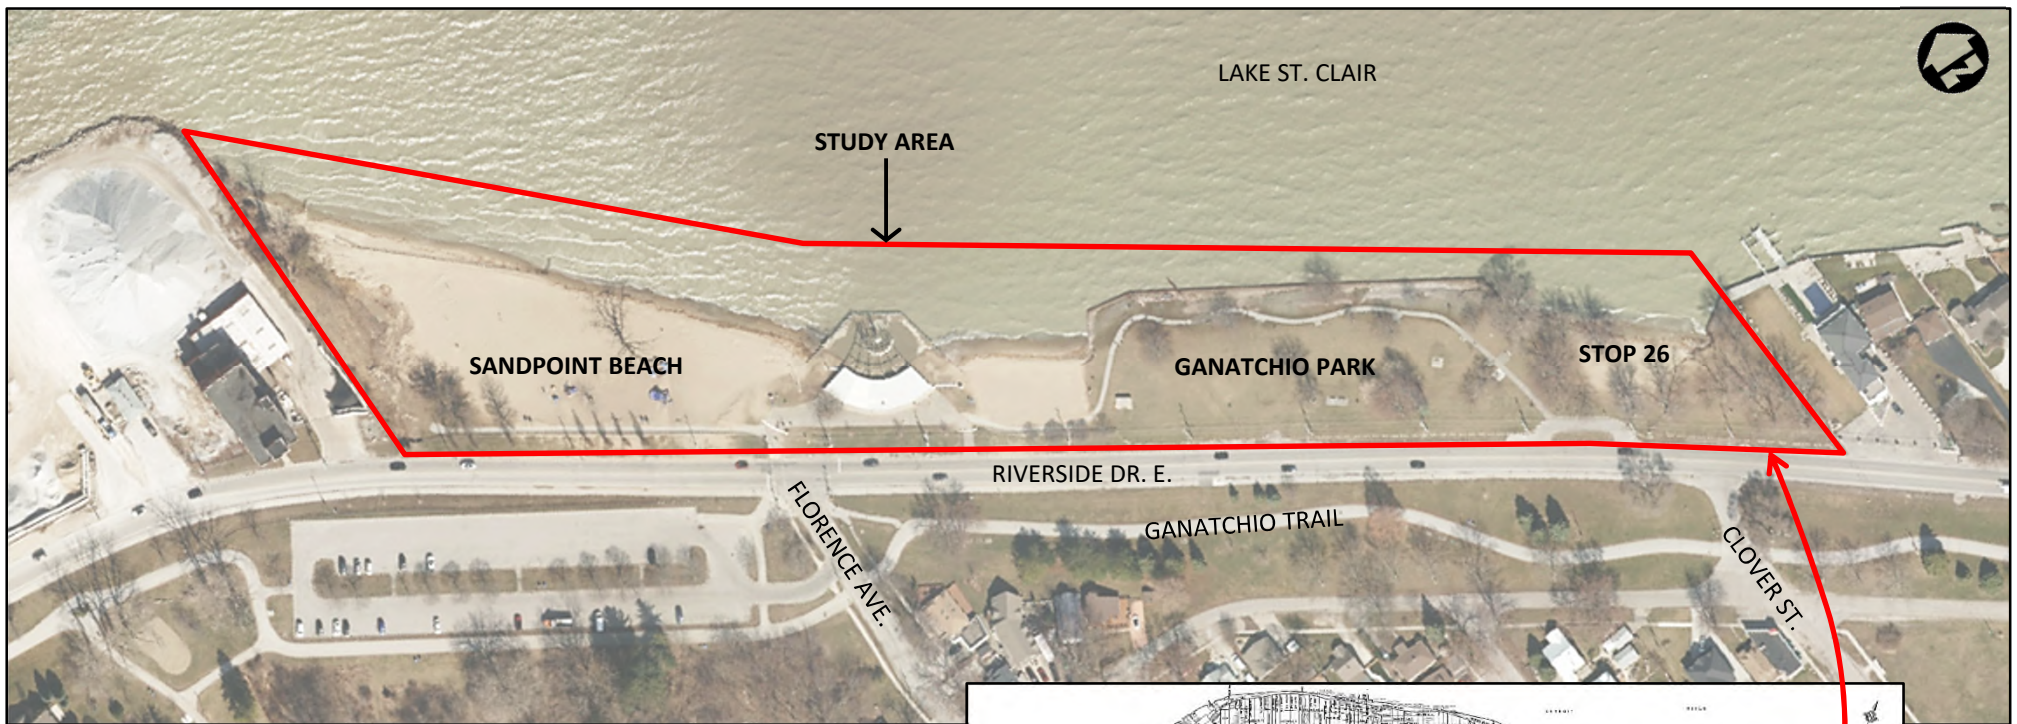 LAKE ST. CLAIR
STUDY AREA
SANDPOINT BEACH
GANATCHIO PARK
STOP 26
RIVERSIDE DR. E.
FLORENCE AVE.
GANATCHIO TRAIL
CLOVER ST.